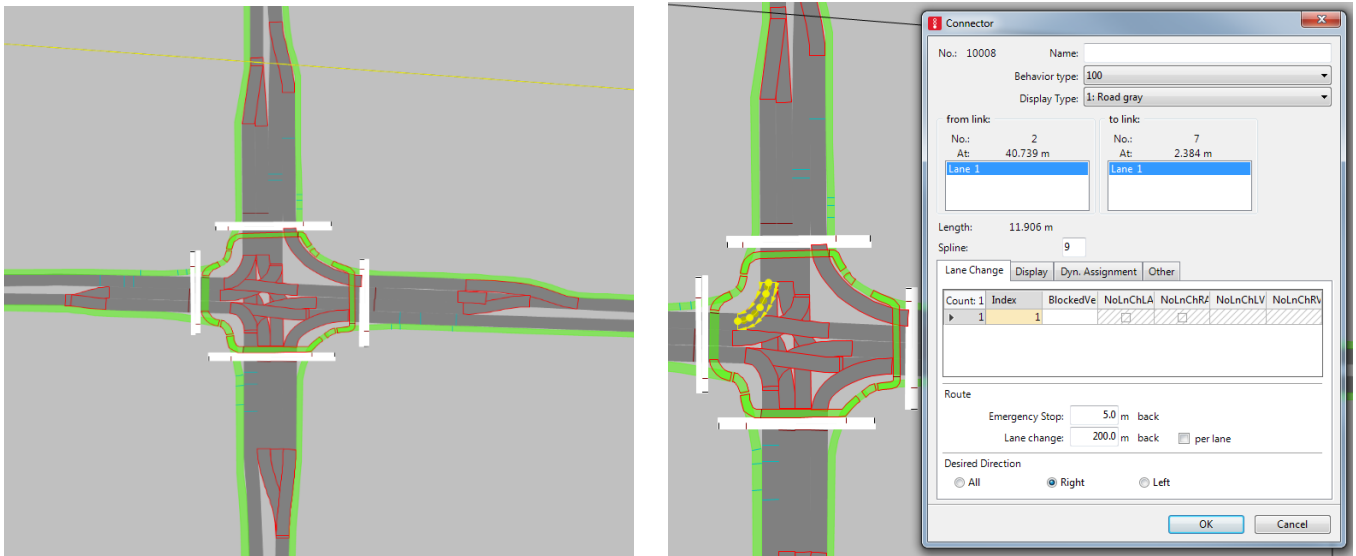 Connector
No.: 10008 Name:
Behavior type: 100
Display Type: 1: Road gray
from link: to link:
No.: 2 No.: 7
At: 40.739 m At: 2.384 m
Lane 1 Lane 1
Length: 11.906 m
Spline: 9
Lane Change Display Dyn. Assignment Other
Count: 1 Index BlockedVe NoLnChLA NoLnChRA NoLnChLV NoLnChRV
1 1
Route
Emergency Stop: 5.0 m back
Lane change: 200.0 m back per lane
Desired Direction
All Right Left
OK Cancel